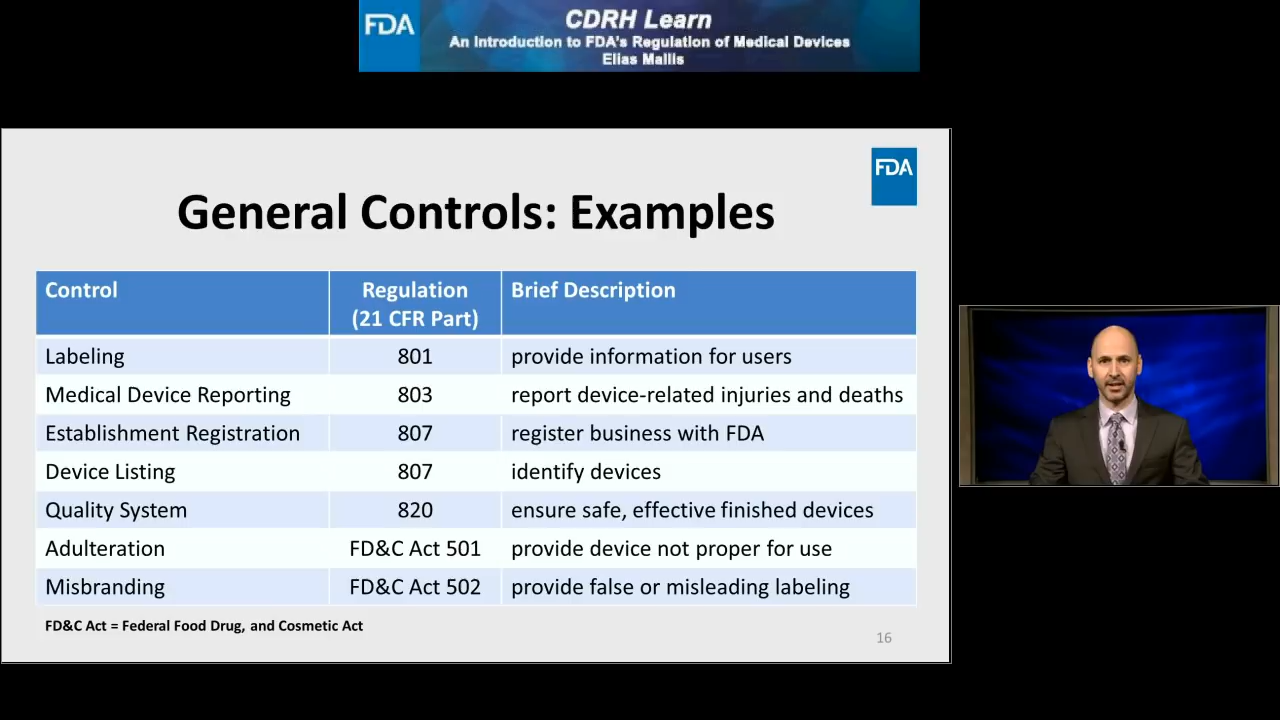 FDA
CDRH Learn
An Introduction to FDA's Regulation of Medical Devices
Elias Mallis
FDA
General Controls: Examples
Control
Regulation
(21 CFR Part)
Brief Description
Labeling 801 provide information for users
Medical Device Reporting 803 report device-related injuries and deaths
Establishment Registration 807 register business with FDA
Device Listing 807 identify devices
Quality System 820 ensure safe, effective finished devices
Adulteration FD&C Act 501 provide device not proper for use
Misbranding FD&C Act 502 provide false or misleading labeling
FD&C Act = Federal Food Drug, and Cosmetic Act
16